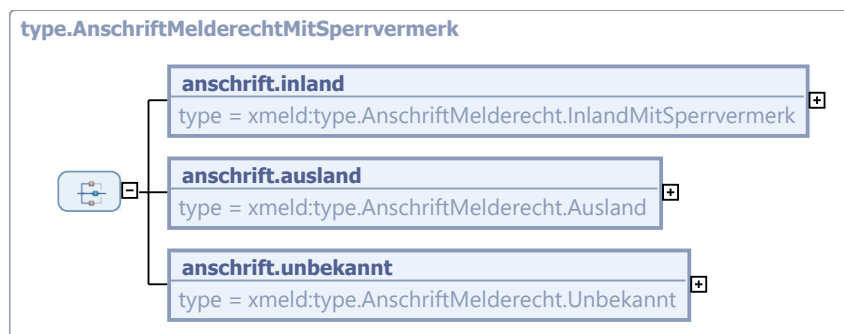 type.AnschriftMelderechtMitSperrvermerk
anschrift.inland
type = xmeld:type.AnschriftMelderecht.InlandMitSperrvermerk
anschrift.ausland
type = xmeld:type.AnschriftMelderecht.Ausland
anschrift.unbekannt
type = xmeld:type.AnschriftMelderecht.Unbekannt